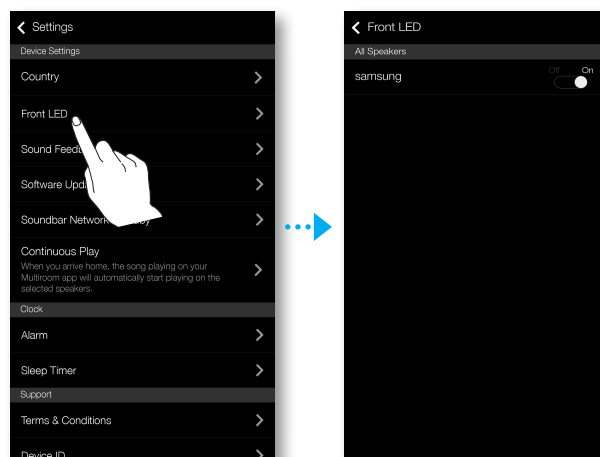 Settings
Device Settings
Country
Front LED
Sound Feed
Software Upd
Soundbar Network
Continuous Play
When you arrive home, the song playing on your
Multiroom app will automatically start playing on the
selected speakers.
Clock
Alarm
Sleep Timer
Support
Terms & Conditions
Device ID
Front LED
All Speakers
samsung
Off On